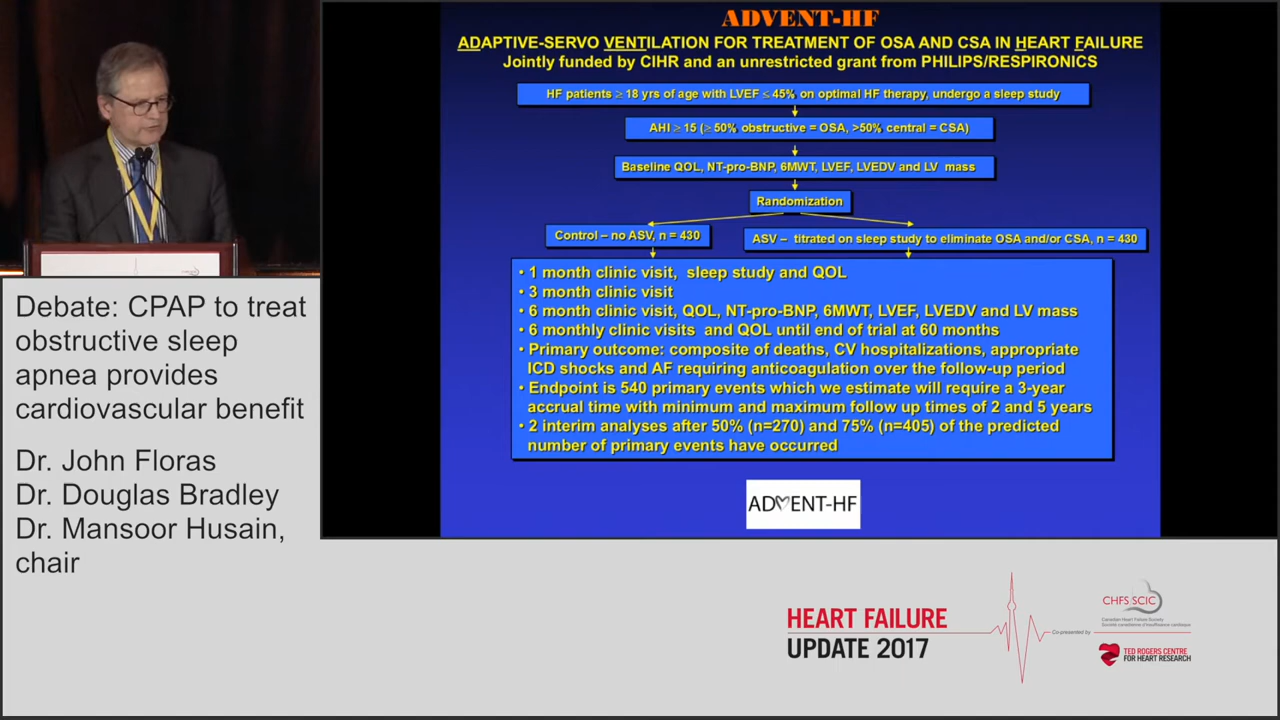 ADVENT-HF
ADAPTIVE-SERVO VENTILATION FOR TREATMENT OF OSA AND CSA IN HEART FAILURE
Jointly funded by CIHR and an unrestricted grant from PHILIPS/RESPIRONICS
HF patients ≥ 18 yrs of age with LVEF ≤ 45% on optimal HF therapy, undergo a sleep study
AHI ≥ 15 (≥ 50% obstructive = OSA, >50% central = CSA)
Baseline QOL, NT-pro-BNP, 6MWT, LVEF, LVEDV and LV mass
Randomization
Control – no ASV, n = 430
ASV – titrated on sleep study to eliminate OSA and/or CSA, n = 430
• 1 month clinic visit, sleep study and QOL
• 3 month clinic visit
• 6 month clinic visit, QOL, NT-pro-BNP, 6MWT, LVEF, LVEDV and LV mass
• 6 monthly clinic visits and QOL until end of trial at 60 months
• Primary outcome: composite of deaths, CV hospitalizations, appropriate
ICD shocks and AF requiring anticoagulation over the follow-up period
• Endpoint is 540 primary events which we estimate will require a 3-year
accrual time with minimum and maximum follow up times of 2 and 5 years
• 2 interim analyses after 50% (n=270) and 75% (n=405) of the predicted
number of primary events have occurred
ADVENT-HF
Debate: CPAP to treat
obstructive sleep
apnea provides
cardiovascular benefit
Dr. John Floras
Dr. Douglas Bradley
Dr. Mansoor Husain,
chair
HEART FAILURE
UPDATE 2017
Co-presented by
CHFS SCIC
Canadian Heart Failure Society
Société canadienne d'insuffisance cardiaque
TED ROGERS CENTRE
FOR HEART RESEARCH